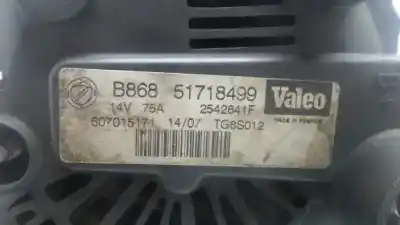 B868 51718499
14V 75A 2542641F
Valeo
MADE IN FRANCE
607015171 14/07 TG8S012